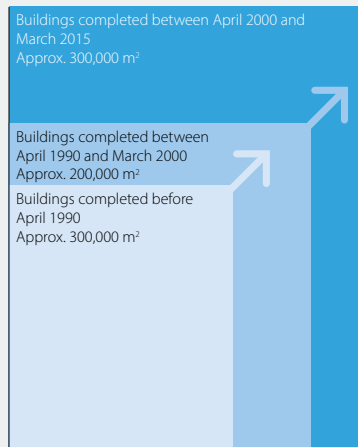 Buildings completed between April 2000 and
March 2015
Approx. 300,000 m²
Buildings completed between
April 1990 and March 2000
Approx. 200,000 m²
Buildings completed before
April 1990
Approx. 300,000 m²